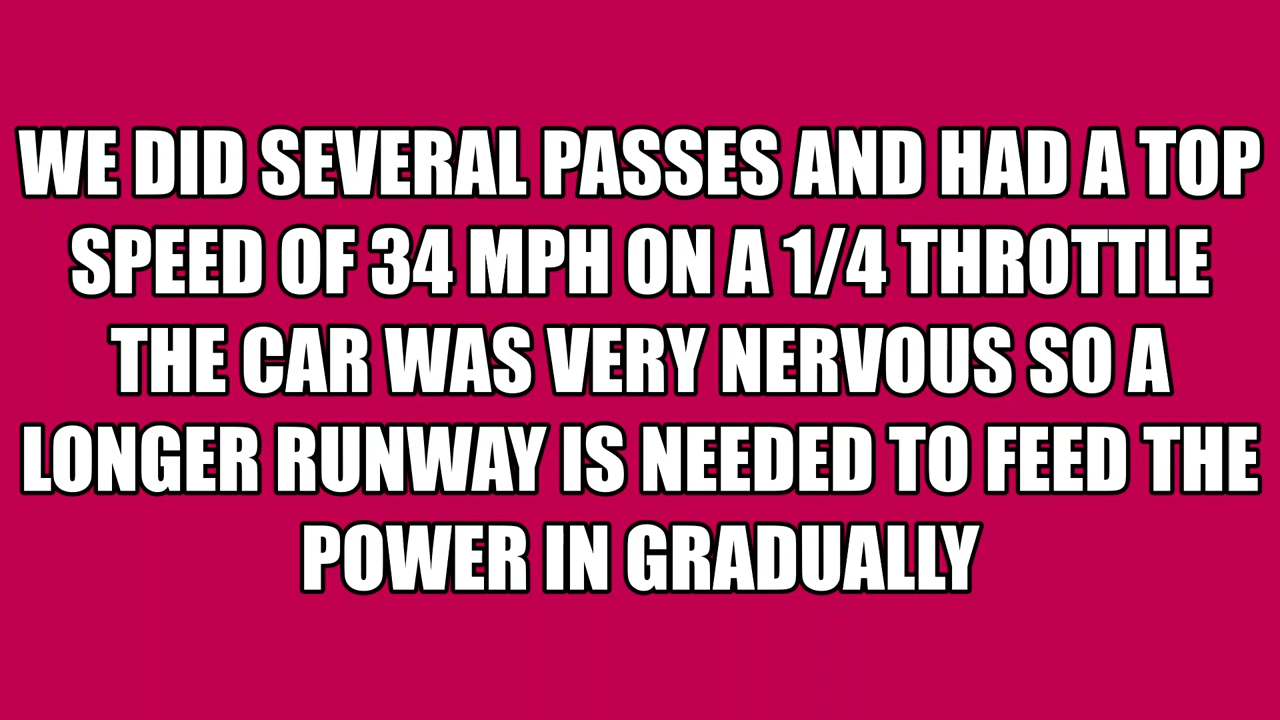 WE DID SEVERAL PASSES AND HAD A TOP
SPEED OF 34 MPH ON A 1/4 THROTTLE
THE CAR WAS VERY NERVOUS SO A
LONGER RUNWAY IS NEEDED TO FEED THE
POWER IN GRADUALLY